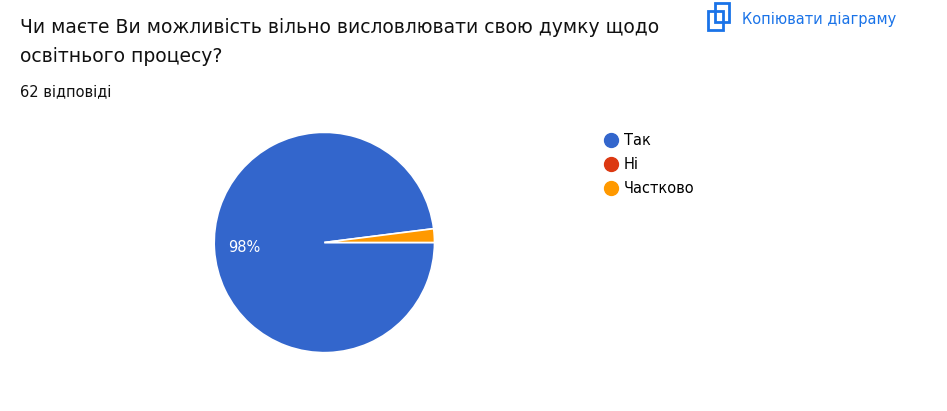 Чи маєте Ви можливість вільно висловлювати свою думку щодо
освітнього процесу?
Копіювати діаграму
62 відповіді
Так
Ні
Частково
98%